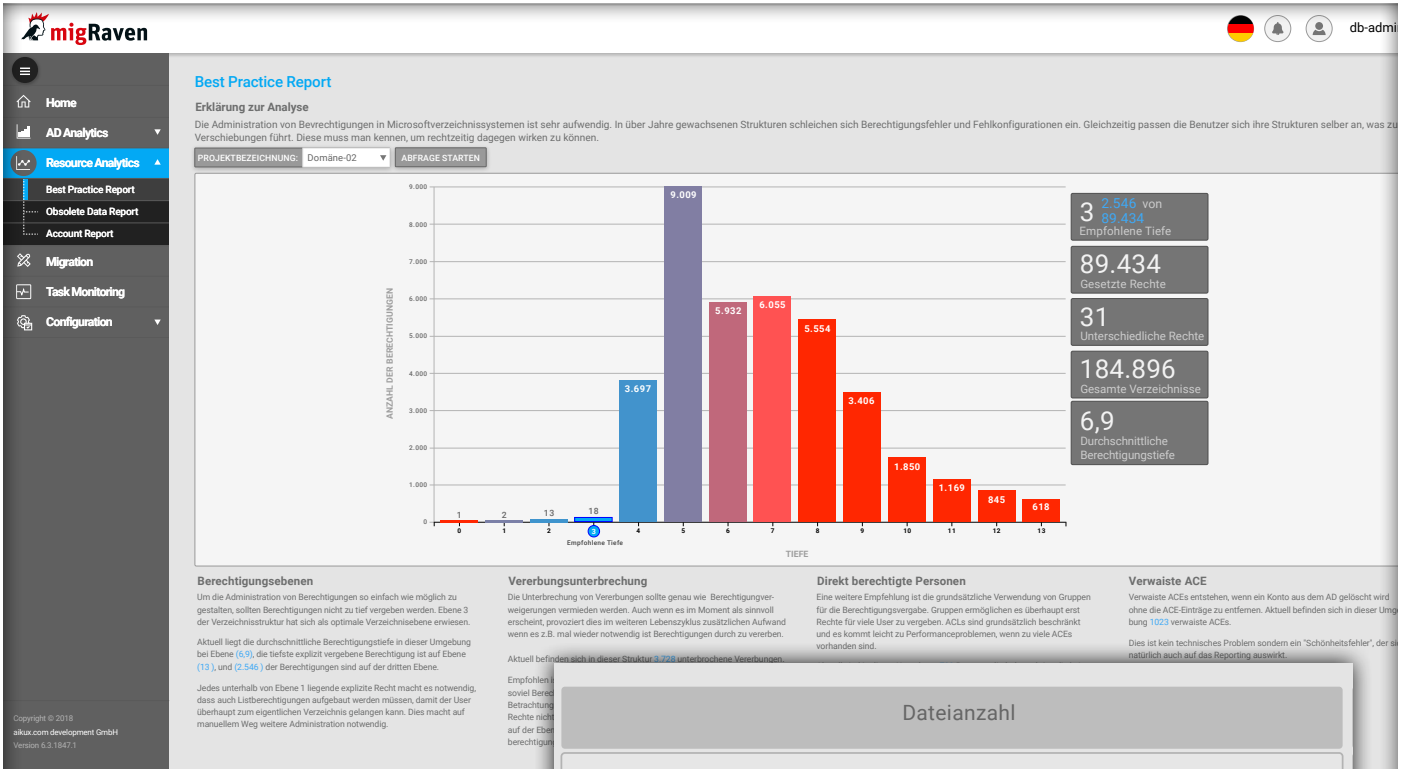 migRaven
db-admi
Home
AD Analytics
Resource Analytics
Best Practice Report
Obsolete Data Report
Account Report
Migration
Task Monitoring
Configuration
Copyright © 2018
aikux.com development GmbH
Version 6.3.1847.1
Best Practice Report
Erklärung zur Analyse
Die Administration von Bevrechtigungen in Microsoftverzeichnissystemen ist sehr aufwendig. In über Jahre gewachsenen Strukturen schleichen sich Berechtigungsfehler und Fehlkonfigurationen ein. Gleichzeitig passen die Benutzer sich ihre Strukturen selber an, was zu
Verschiebungen führt. Diese muss man kennen, um rechtzeitig dagegen wirken zu können.
PROJEKTBEZEICHNUNG: Domäne-02 ABFRAGE STARTEN
ANZAHL DER BERECHTIGUNGEN
9.000
8.000
7.000
6.000
5.000
4.000
3.000
2.000
1.000
0
1 2 13 18 3.697 9.009 5.932 6.055 5.554 3.406 1.850 1.169 845 618
0 1 2 3 4 5 6 7 8 9 10 11 12 13
Empfohlene Tiefe
TIEFE
3 2.546 von
89.434
Empfohlene Tiefe
89.434
Gesetzte Rechte
31
Unterschiedliche Rechte
184.896
Gesamte Verzeichnisse
6,9
Durchschnittliche
Berechtigungstiefe
Berechtigungsebenen
Um die Administration von Berechtigungen so einfach wie möglich zu
gestalten, sollten Berechtigungen nicht zu tief vergeben werden. Ebene 3
der Verzeichnisstruktur hat sich als optimale Verzeichnisebene erwiesen.
Aktuell liegt die durchschnittliche Berechtigungstiefe in dieser Umgebung
bei Ebene (6,9), die tiefste explizit vergebene Berechtigung ist auf Ebene
(13 ), und (2.546 ) der Berechtigungen sind auf der dritten Ebene.
Jedes unterhalb von Ebene 1 liegende explizite Recht macht es notwendig,
dass auch Listberechtigungen aufgebaut werden müssen, damit der User
überhaupt zum eigentlichen Verzeichnis gelangen kann. Dies macht auf
manuellem Weg weitere Administration notwendig.
Vererbungsunterbrechung
Die Unterbrechung von Vererbungen sollte genau wie Berechtigungver-
weigerungen vermieden werden. Auch wenn es im Moment als sinnvoll
erscheint, provoziert dies im weiteren Lebenszyklus zusätzlichen Aufwand
wenn es z.B. mal wieder notwendig ist Berechtigungen durch zu vererben.
Aktuell befinden sich in dieser Struktur 3.728 unterbrochene Vererbungen.
Empfohlen i
soviel Berec
Betrachtung
Rechte nicht
auf der Eben
berechtigun
Direkt berechtigte Personen
Eine weitere Empfehlung ist die grundsätzliche Verwendung von Gruppen
für die Berechtigungsvergabe. Gruppen ermöglichen es überhaupt erst
Rechte für viele User zu vergeben. ACLs sind grundsätzlich beschränkt
und es kommt leicht zu Performanceproblemen, wenn zu viele ACEs
vorhanden sind.
Verwaiste ACE
Verwaiste ACEs entstehen, wenn ein Konto aus dem AD gelöscht wird
ohne die ACE-Einträge zu entfernen. Aktuell befinden sich in dieser Umge
bung 1023 verwaiste ACEs.
Dies ist kein technisches Problem sondern ein "Schönheitsfehler", der si
natürlich auch auf das Reporting auswirkt.
Dateianzahl